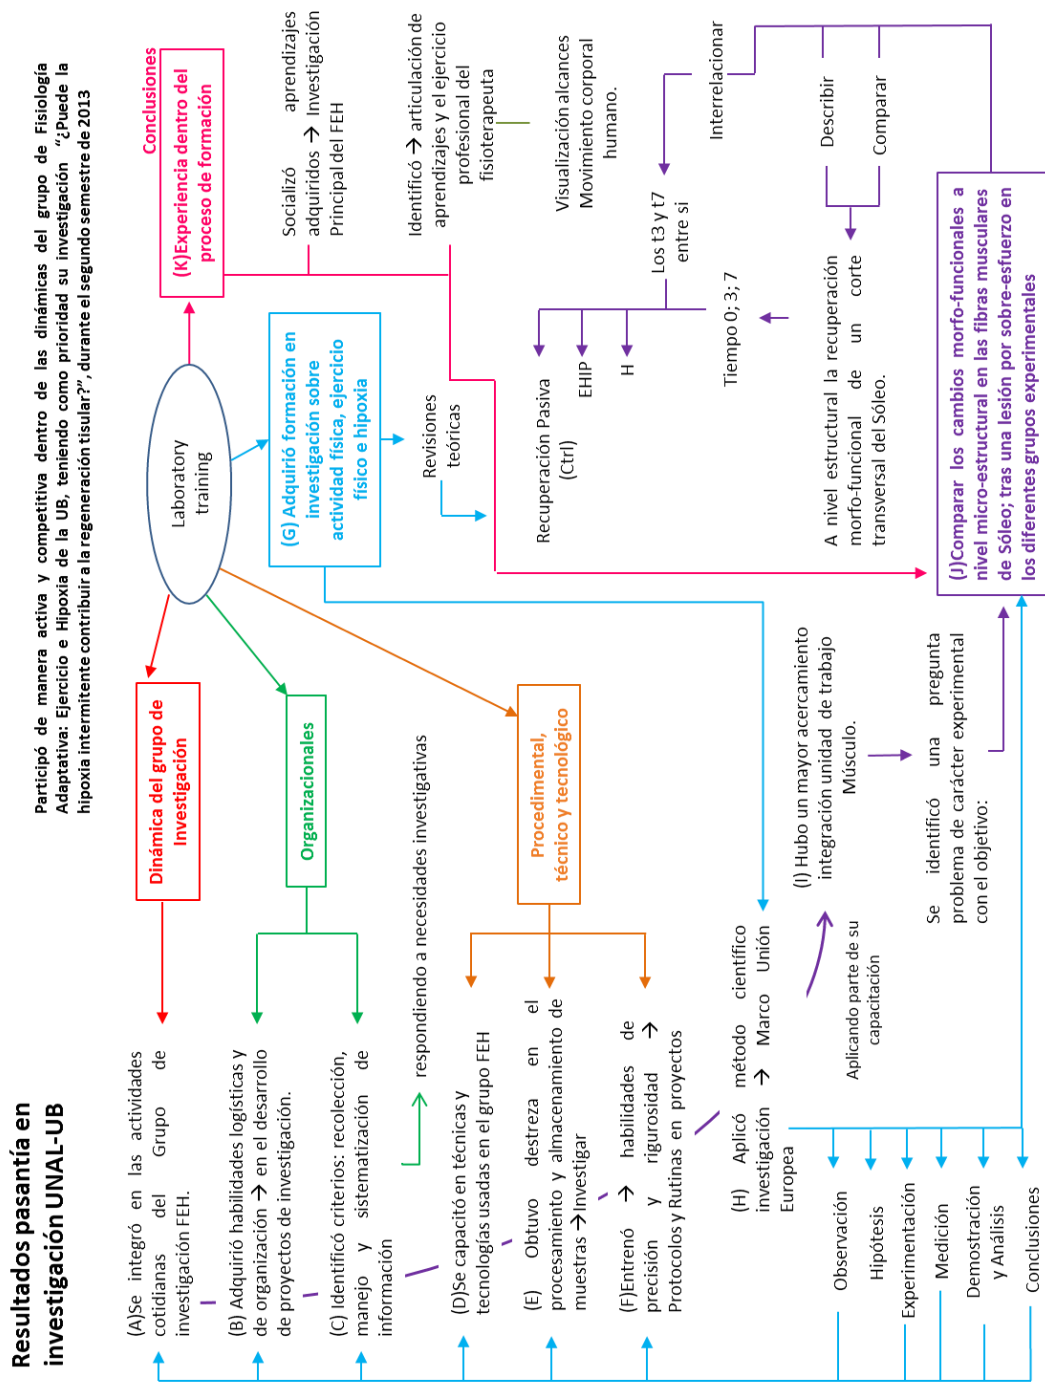 Resultados pasantía en
investigación UNAL-UB
Participó de manera activa y competitiva dentro de las dinámicas del grupo de Fisiología
Adaptativa: Ejercicio e Hipoxia de la UB, teniendo como prioridad su investigación "¿Puede la
hipoxia intermitente contribuir a la regeneración tisular?", durante el segundo semestre de 2013
Laboratory
training
Dinámica del grupo de
Investigación
(A)Se integró en las actividades
cotidianas del Grupo de
investigación FEH.
Organizacionales
(B) Adquirió habilidades logísticas y
de organización → en el desarrollo
de proyectos de investigación.
(C) Identificó criterios: recolección,
manejo y sistematización de
información
respondiendo a necesidades investigativas
Procedimental,
técnico y tecnológico
(D)Se capacitó en técnicas y
tecnologías usadas en el grupo FEH
(E) Obtuvo destreza en el
procesamiento y almacenamiento de
muestras →Investigar
(F)Entrenó → habilidades de
precisión y rigurosidad →
Protocolos y Rutinas en proyectos
(G) Adquirió formación en
investigación sobre
actividad física, ejercicio
físico e hipoxia
Revisiones
teóricas
(H) Aplicó método científico
investigación → Marco Unión
Europea
Observación
Hipótesis
Experimentación
Medición
Demostración
y Análisis
Conclusiones
Aplicando parte de su
capacitación
(I) Hubo un mayor acercamiento
integración unidad de trabajo
Músculo.
Se identificó una pregunta
problema de carácter experimental
con el objetivo:
(J)Comparar los cambios morfo-funcionales a
nivel micro-estructural en las fibras musculares
de Sóleo; tras una lesión por sobre-esfuerzo en
los diferentes grupos experimentales
Interrelacionar
Describir
Comparar
Los t3 y t7
entre si
A nivel estructural la recuperación
morfo-funcional de un corte
transversal del Sóleo.
Tiempo 0; 3; 7
Recuperación Pasiva
(Ctrl)
EHIP
H
Conclusiones
(K)Experiencia dentro del
proceso de formación
Socializó aprendizajes
adquiridos → Investigación
Principal del FEH
Identificó → articulación de
aprendizajes y el ejercicio
profesional del
fisioterapeuta
Visualización alcances
Movimiento corporal
humano.